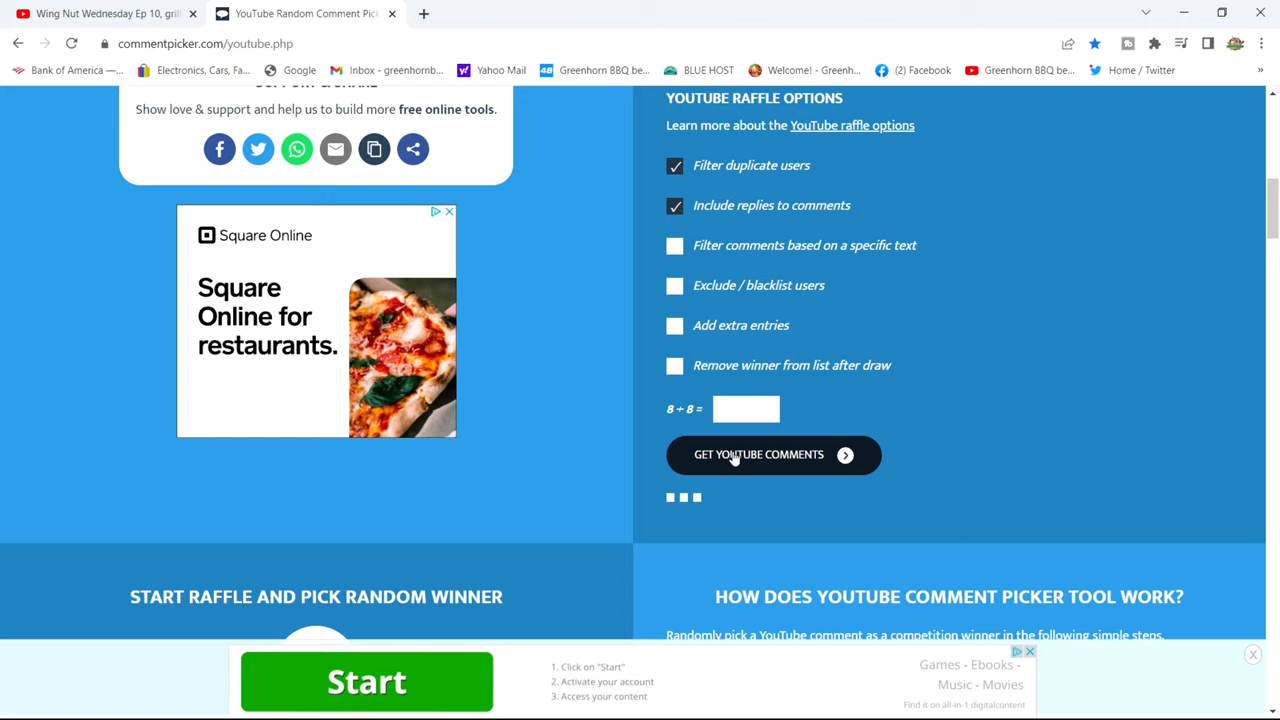 Wing Nut Wednesday Ep 10, gril
YouTube Random Comment Pick
commentpicker.com/youtube.php
Bank of America —...
Electronics, Cars, Fa...
Google
Inbox - greenhornb...
Yahoo Mail
Greenhorn BBQ be...
BLUE HOST
Welcome! - Greenh...
(2) Facebook
Greenhorn BBQ be...
Home / Twitter
»
Show love & support and help us to build more free online tools.
Square Online
Square
Online for
restaurants.
YOUTUBE RAFFLE OPTIONS
Learn more about the YouTube raffle options
Filter duplicate users
Include replies to comments
Filter comments based on a specific text
Exclude / blacklist users
Add extra entries
Remove winner from list after draw
8 + 8 =
GET YOUTUBE COMMENTS
START RAFFLE AND PICK RANDOM WINNER
HOW DOES YOUTUBE COMMENT PICKER TOOL WORK?
Randomly pick a YouTube comment as a competition winner in the following simple steps.
Start
1. Click on "Start"
2. Activate your account
3. Access your content
Games - Ebooks -
Music - Movies
Find it on all-in-1 digitalcontent
X